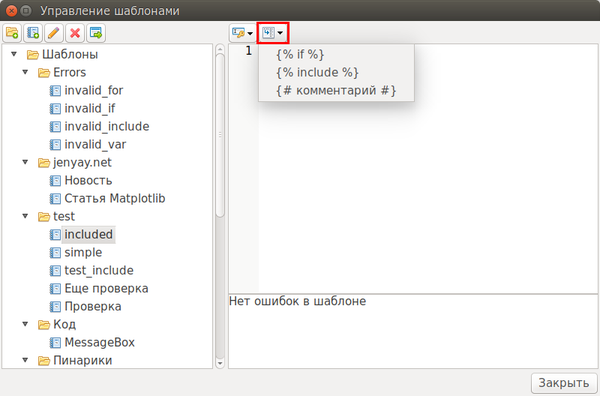 Управление шаблонами
Шаблоны
Errors
invalid_for
invalid_if
invalid_include
invalid_var
jenyay.net
Новость
Статья Matplotlib
test
included
simple
test_include
Еще проверка
Проверка
Код
MessageBox
Пинарики
1
{% if %}
{% include %}
{# комментарий #}
Нет ошибок в шаблоне
Закрыть